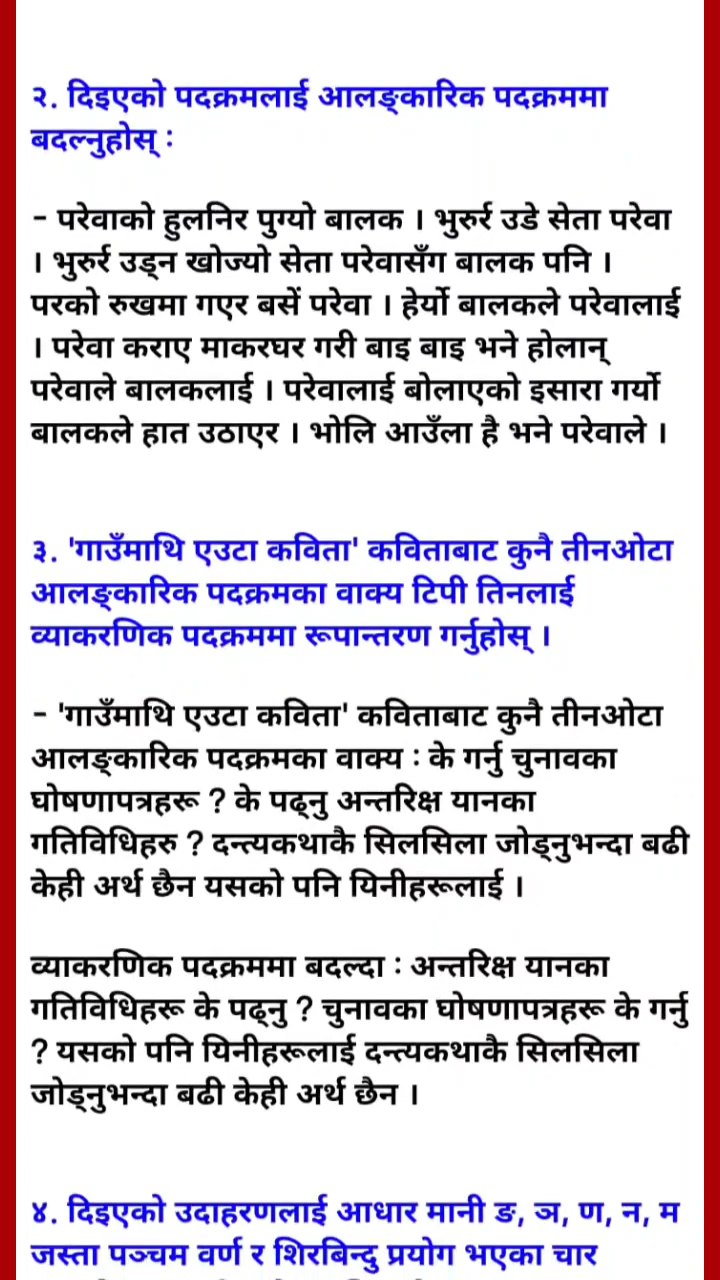 २. दिइएको पदक्रमलाई आलङ्कारिक पदक्रममा
बदल्नुहोस् :
- परेवाको हुलनिर पुग्यो बालक । भुरुर्र उडे सेता परेवा
। भुरुर्र उड्न खोज्यो सेता परेवासँग बालक पनि ।
परको रुखमा गएर बसें परेवा । हेर्यो बालकले परेवालाई
। परेवा कराए माकरघर गरी बाइ बाइ भने होलान्
परेवाले बालकलाई । परेवालाई बोलाएको इसारा गर्यो
बालकले हात उठाएर । भोलि आउँला है भने परेवाले ।
३. 'गाउँमाथि एउटा कविता' कविताबाट कुनै तीनओटा
आलङ्कारिक पदक्रमका वाक्य टिपी तिनलाई
व्याकरणिक पदक्रममा रूपान्तरण गर्नुहोस् ।
- 'गाउँमाथि एउटा कविता' कविताबाट कुनै तीनओटा
आलङ्कारिक पदक्रमका वाक्य : के गर्नु चुनावका
घोषणापत्रहरू ? के पढ्नु अन्तरिक्ष यानका
गतिविधिहरु ? दन्त्यकथाकै सिलसिला जोड्नुभन्दा बढी
केही अर्थ छैन यसको पनि यिनीहरूलाई ।
व्याकरणिक पदक्रममा बदल्दा : अन्तरिक्ष यानका
गतिविधिहरू के पढ्नु ? चुनावका घोषणापत्रहरू के गर्नु
? यसको पनि यिनीहरूलाई दन्त्यकथाकै सिलसिला
जोड्नुभन्दा बढी केही अर्थ छैन ।
४. दिइएको उदाहरणलाई आधार मानी ङ, ञ, ण, न, म
जस्ता पञ्चम वर्ण र शिरबिन्दु प्रयोग भएका चार